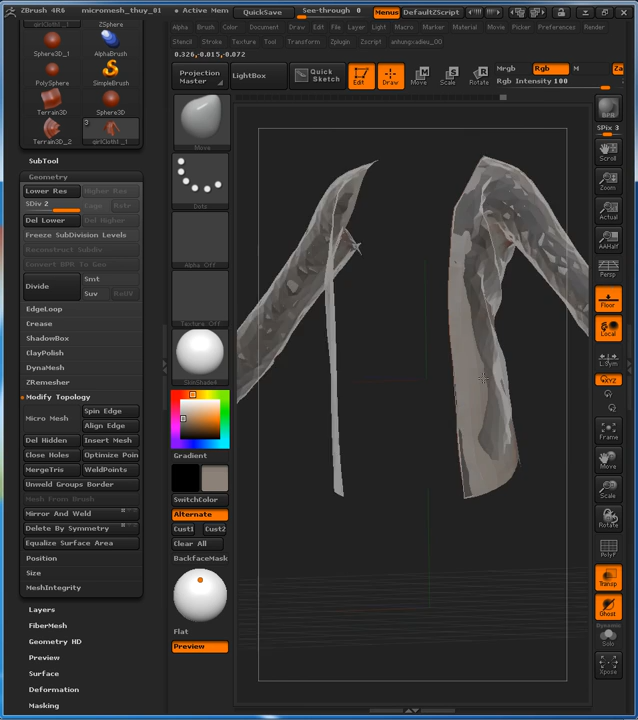 ZBrush 4R6 micromesh_thuy_01 • Active Mem QuickSave See-through 0 Menus DefaultZScript
Alpha Brush Color Document Draw Edit File Layer Light Macro Marker Material Movie Picture Preferences Render
Stencil Stroke Texture Tool Transform Zplugin Zscript anhungxadieu_00
0.326,-0.015,-0.872
Projection Master
LightBox
Quick Sketch
Edit
Draw
Move
Scale
Rotate
Mrgb Rgb M
Rgb Intensity 100
ZSphere
Sphere3D_1
AlphaBrush
PolySphere
SimpleBrush
Terrain3D
Sphere3D
3
Terrain3D_2
girlCloth1_1
SubTool
Geometry
Lower Res Higher Res
SDiv 2 Cage Rstr
Del Lower Del Higher
Freeze SubDivision Levels
Reconstruct Subdiv
Convert BPR To Geo
Divide
Smt
Suv ReUV
EdgeLoop
Crease
ShadowBox
ClayPolish
DynaMesh
ZRemesher
Modify Topology
Micro Mesh
Spin Edge
Align Edge
Del Hidden Insert Mesh
Close Holes Optimize Poin
MergeTris WeldPoints
Unweld Groups Border
Mesh From Brush
Mirror And Weld
Delete By Symmetry
Equalize Surface Area
Position
Size
MeshIntegrity
Layers
FiberMesh
Geometry HD
Preview
Surface
Deformation
Masking
Move
Dots
Alpha Off
Texture Off
SkinShade4
Gradient
SwitchColor
Alternate
Cust1 Cust2
Clear All
BackfaceMask
Flat
Preview
BPR
SPix 3
Scroll
Zoom
Actual
AAHalf
Persp
Floor
Local
L.Sym
XYZ
Frame
Move
Scale
Rotate
PolyF
Transp
Ghost
Dynamic
Solo
Xpose